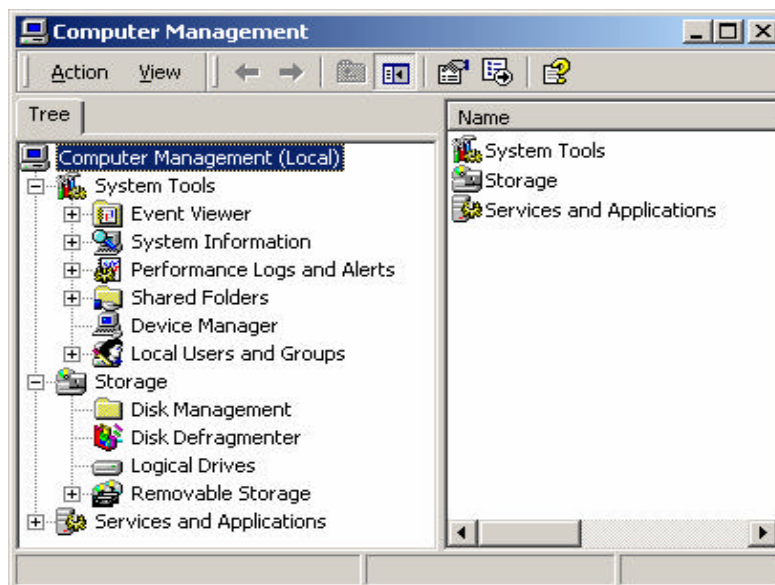 Computer Management
Action View
Tree
Name
Computer Management (Local)
System Tools
Event Viewer
System Information
Performance Logs and Alerts
Shared Folders
Device Manager
Local Users and Groups
Storage
Disk Management
Disk Defragmenter
Logical Drives
Removable Storage
Services and Applications
System Tools
Storage
Services and Applications